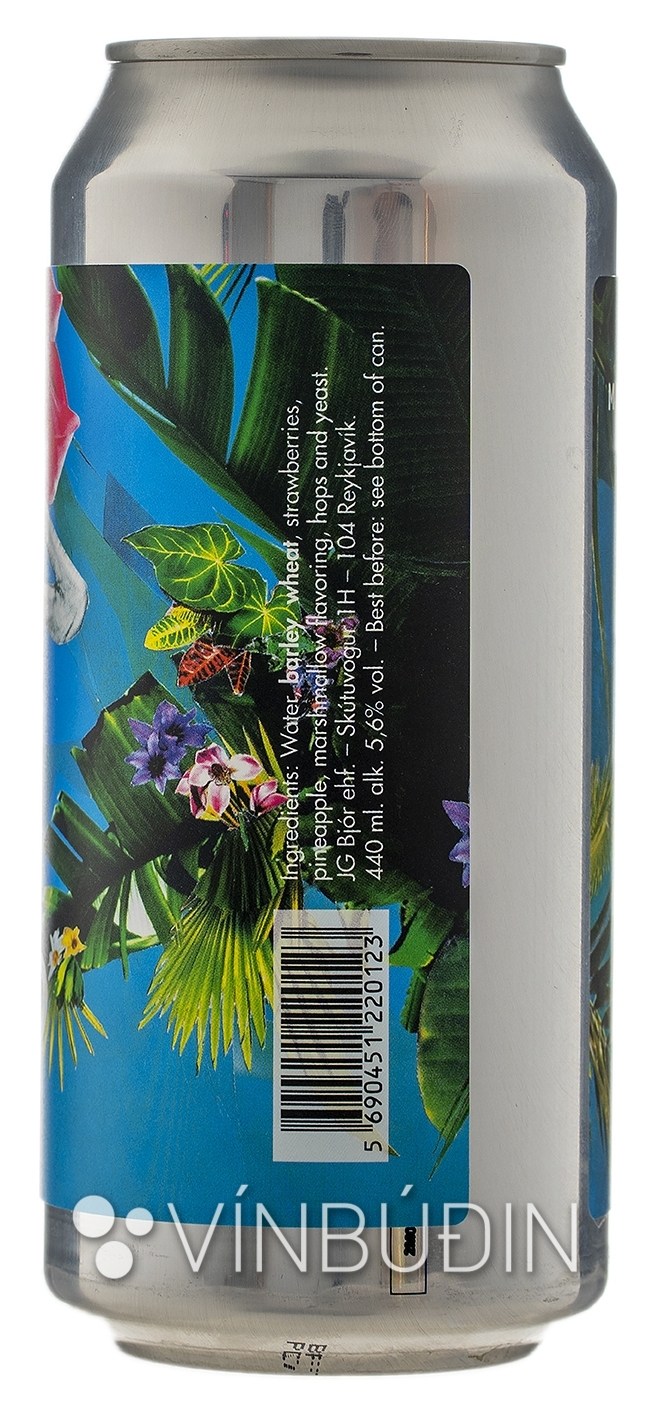 Ingredients: Water, barley, wheat, strawberries,
pineapple, marshmallow flavoring, hops and yeast.
JG Bjór ehf. – Skútuvogur 1H – 104 Reykjavík.
440 ml. alk. 5,6% vol. – Best before: see bottom of can.
5 690451 220123
VÍNBÚÐIN